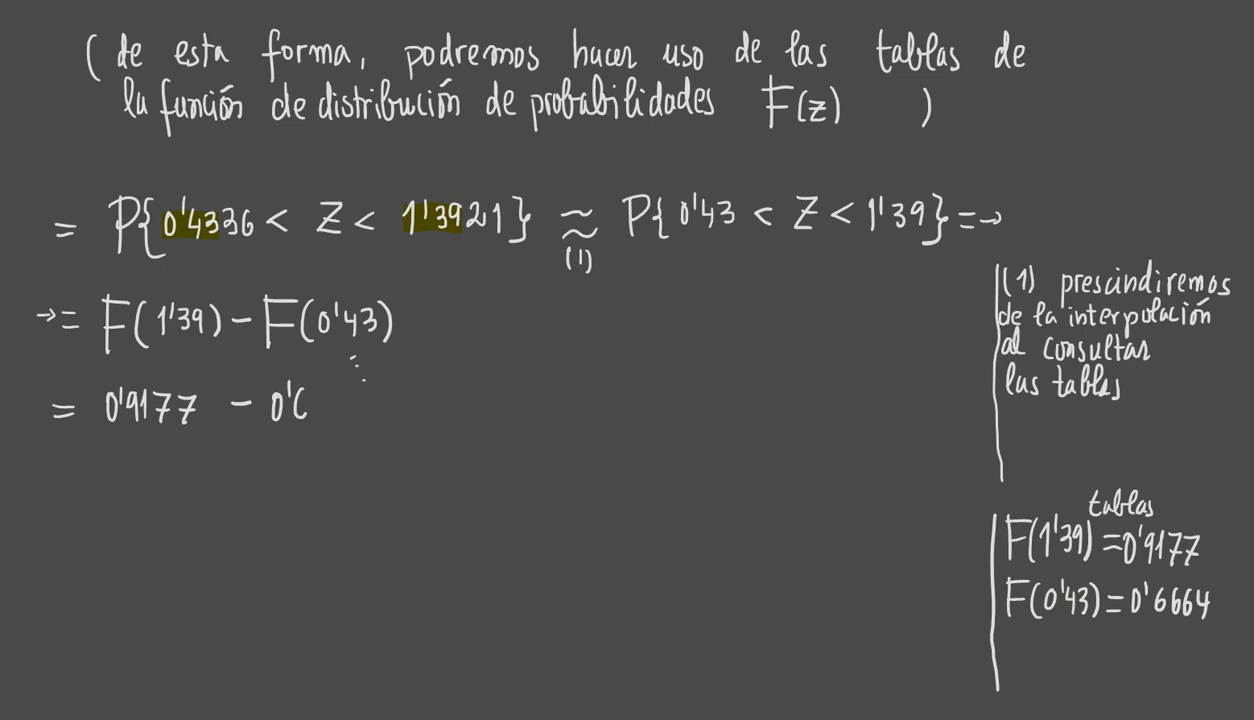 (de esta forma, podremos hacer uso de las tablas de
la función de distribución de probabilidades F(z) )
= P{0'4336 < Z < 1'3921} ≈ P{0'43 < Z < 1'39} = →
(1)
→ = F(1'39) - F(0'43)
= 0'9177 - 0'
(1) prescindiremos
de la interpolación
al consultar
las tablas
tablas
F(1'39) = 0'9177
F(0'43) = 0'6664